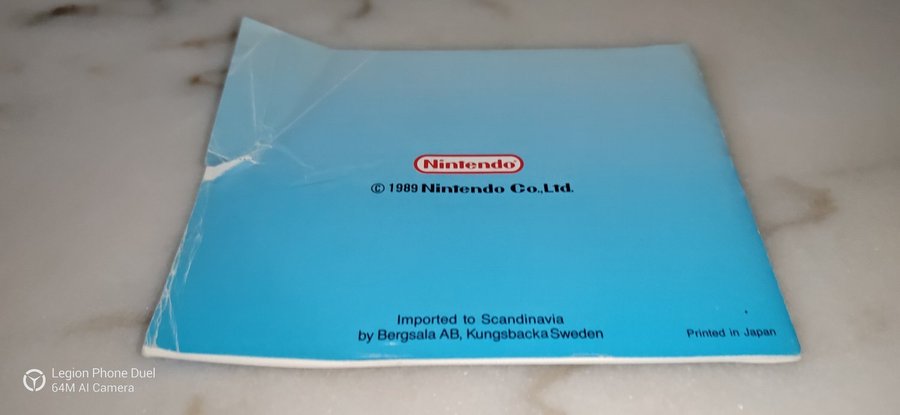 Nintendo®
© 1989 Nintendo Co.,Ltd.
Imported to Scandinavia
by Bergsala AB, Kungsbacka Sweden
Printed in Japan
Legion Phone Duel
64M AI Camera